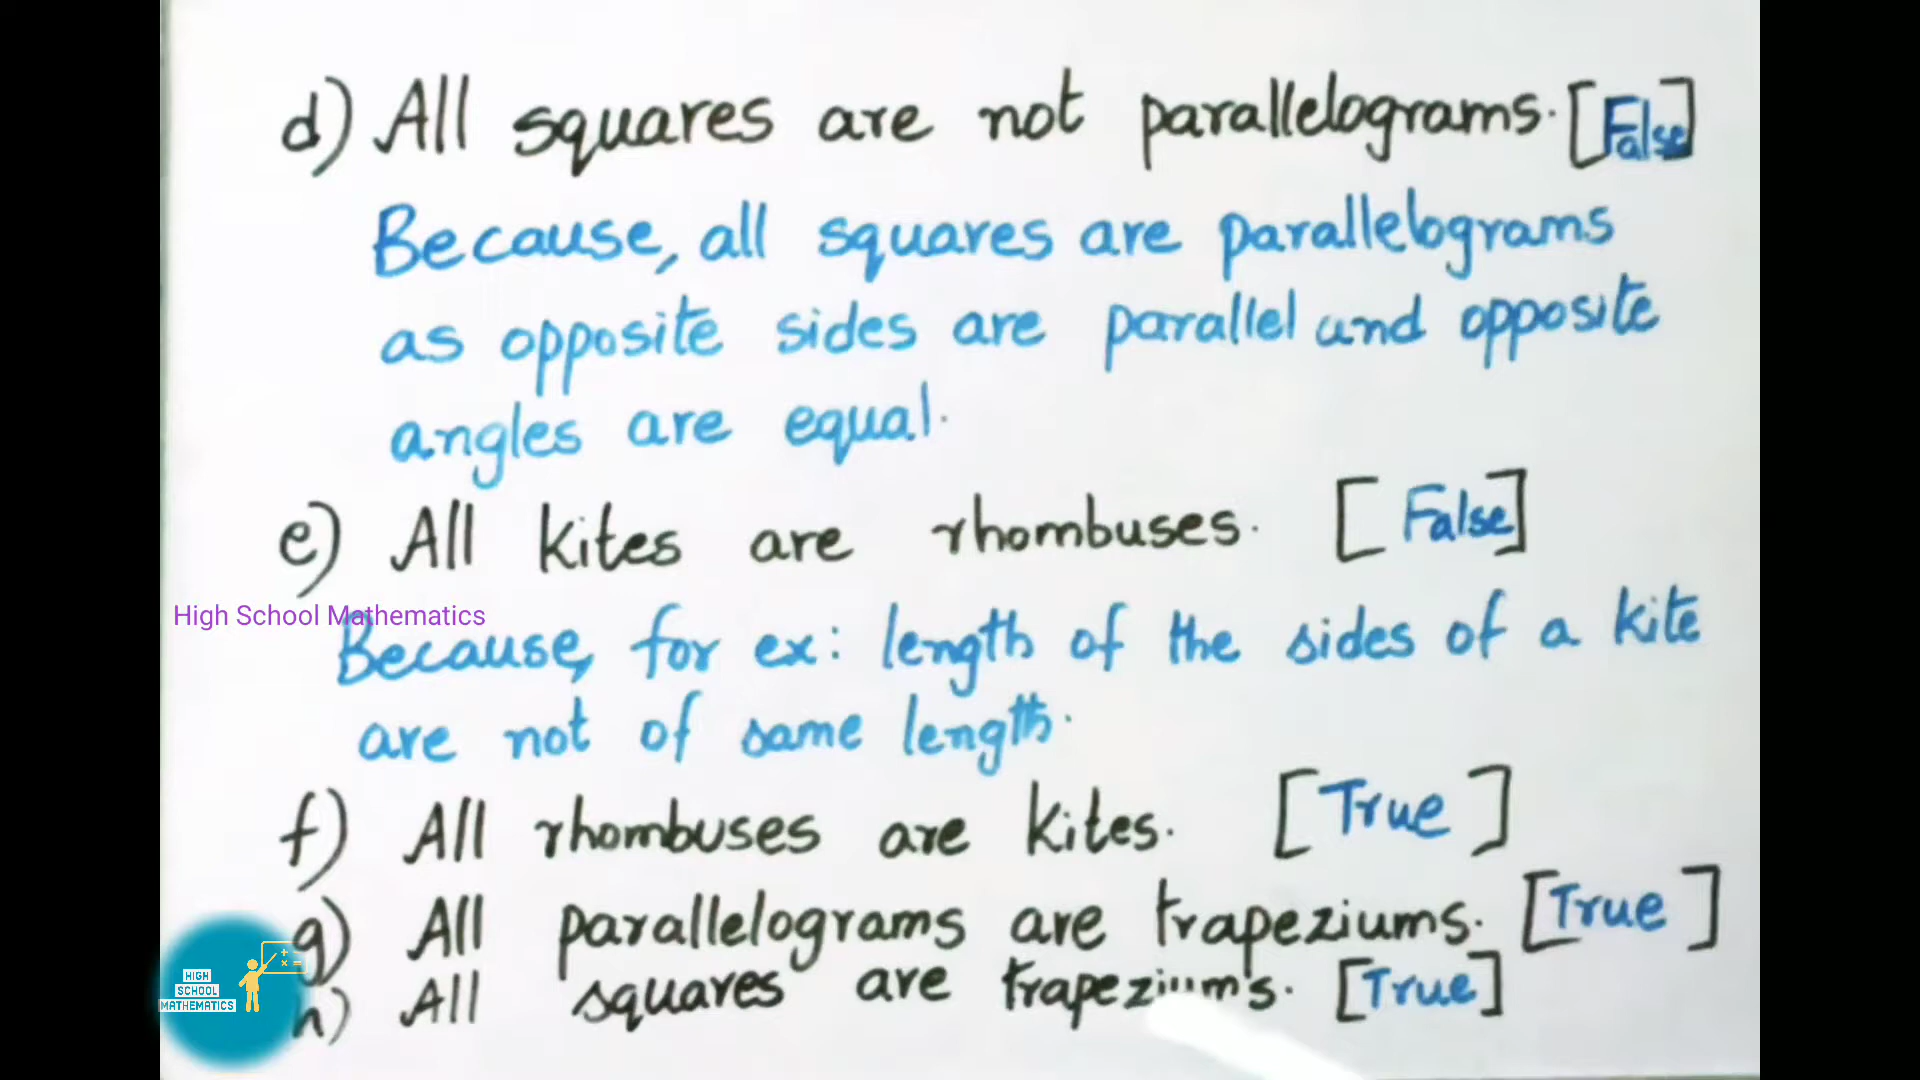 d) All squares are not parallelograms. [False]
Because, all squares are parallelograms
as opposite sides are parallel and opposite
angles are equal.
e) All kites are rhombuses. [False]
High School Mathematics
Because, for ex: length of the sides of a kite
are not of same length.
f) All rhombuses are kites. [True]
g) All parallelograms are trapeziums. [True]
h) All squares are trapeziums. [True]
HIGH
SCHOOL
MATHEMATICS